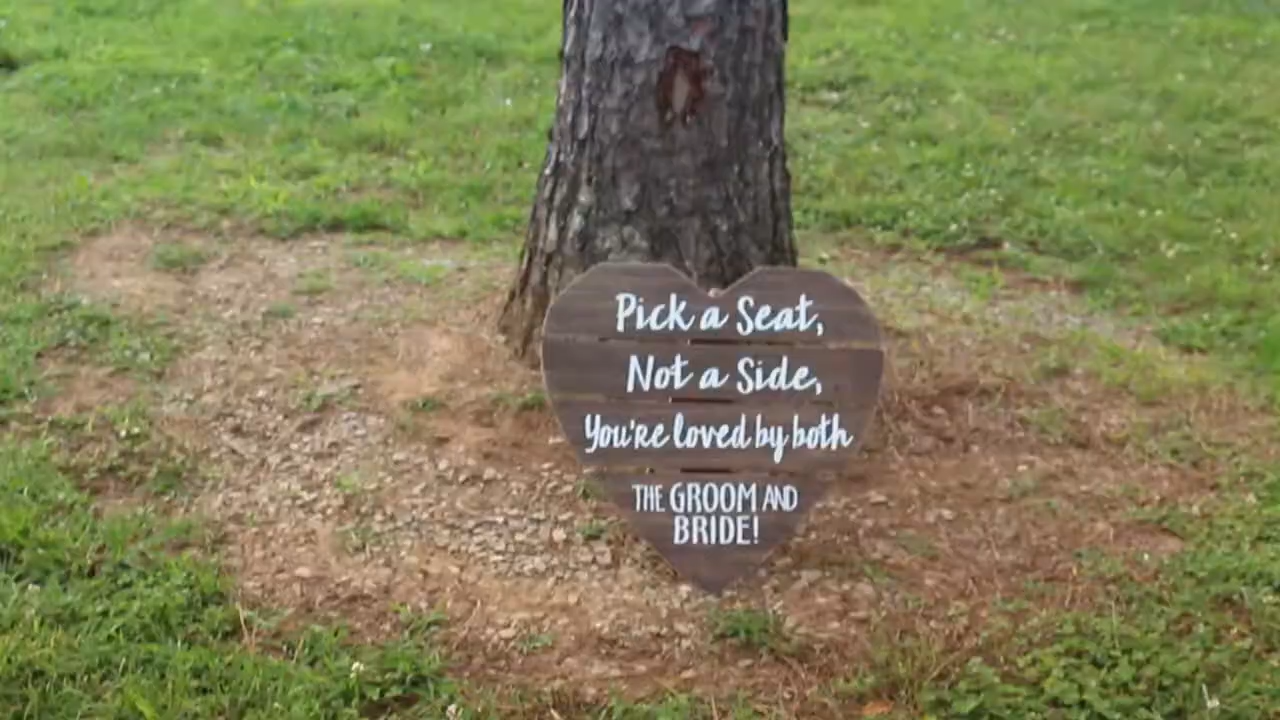 Pick a Seat,
Not a Side,
You're loved by both
THE GROOM AND
BRIDE!